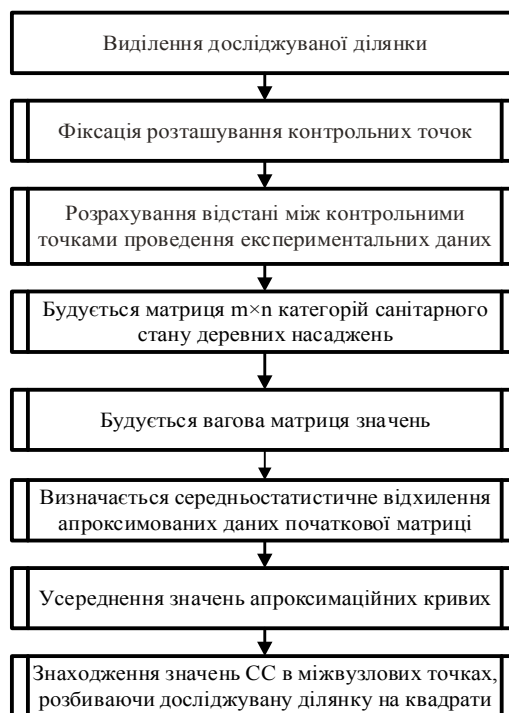 Виділення досліджуваної ділянки
Фіксація розташування контрольних точок
Розрахування відстані між контрольними
точками проведення експериментальних даних
Будується матриця m×n категорій санітарного
стану деревних насаджень
Будується вагова матриця значень
Визначається середньостатистичне відхилення
апроксимованих даних початкової матриці
Усереднення значень апроксимаційних кривих
Знаходження значень СС в міжвузлових точках,
розбиваючи досліджувану ділянку на квадрати